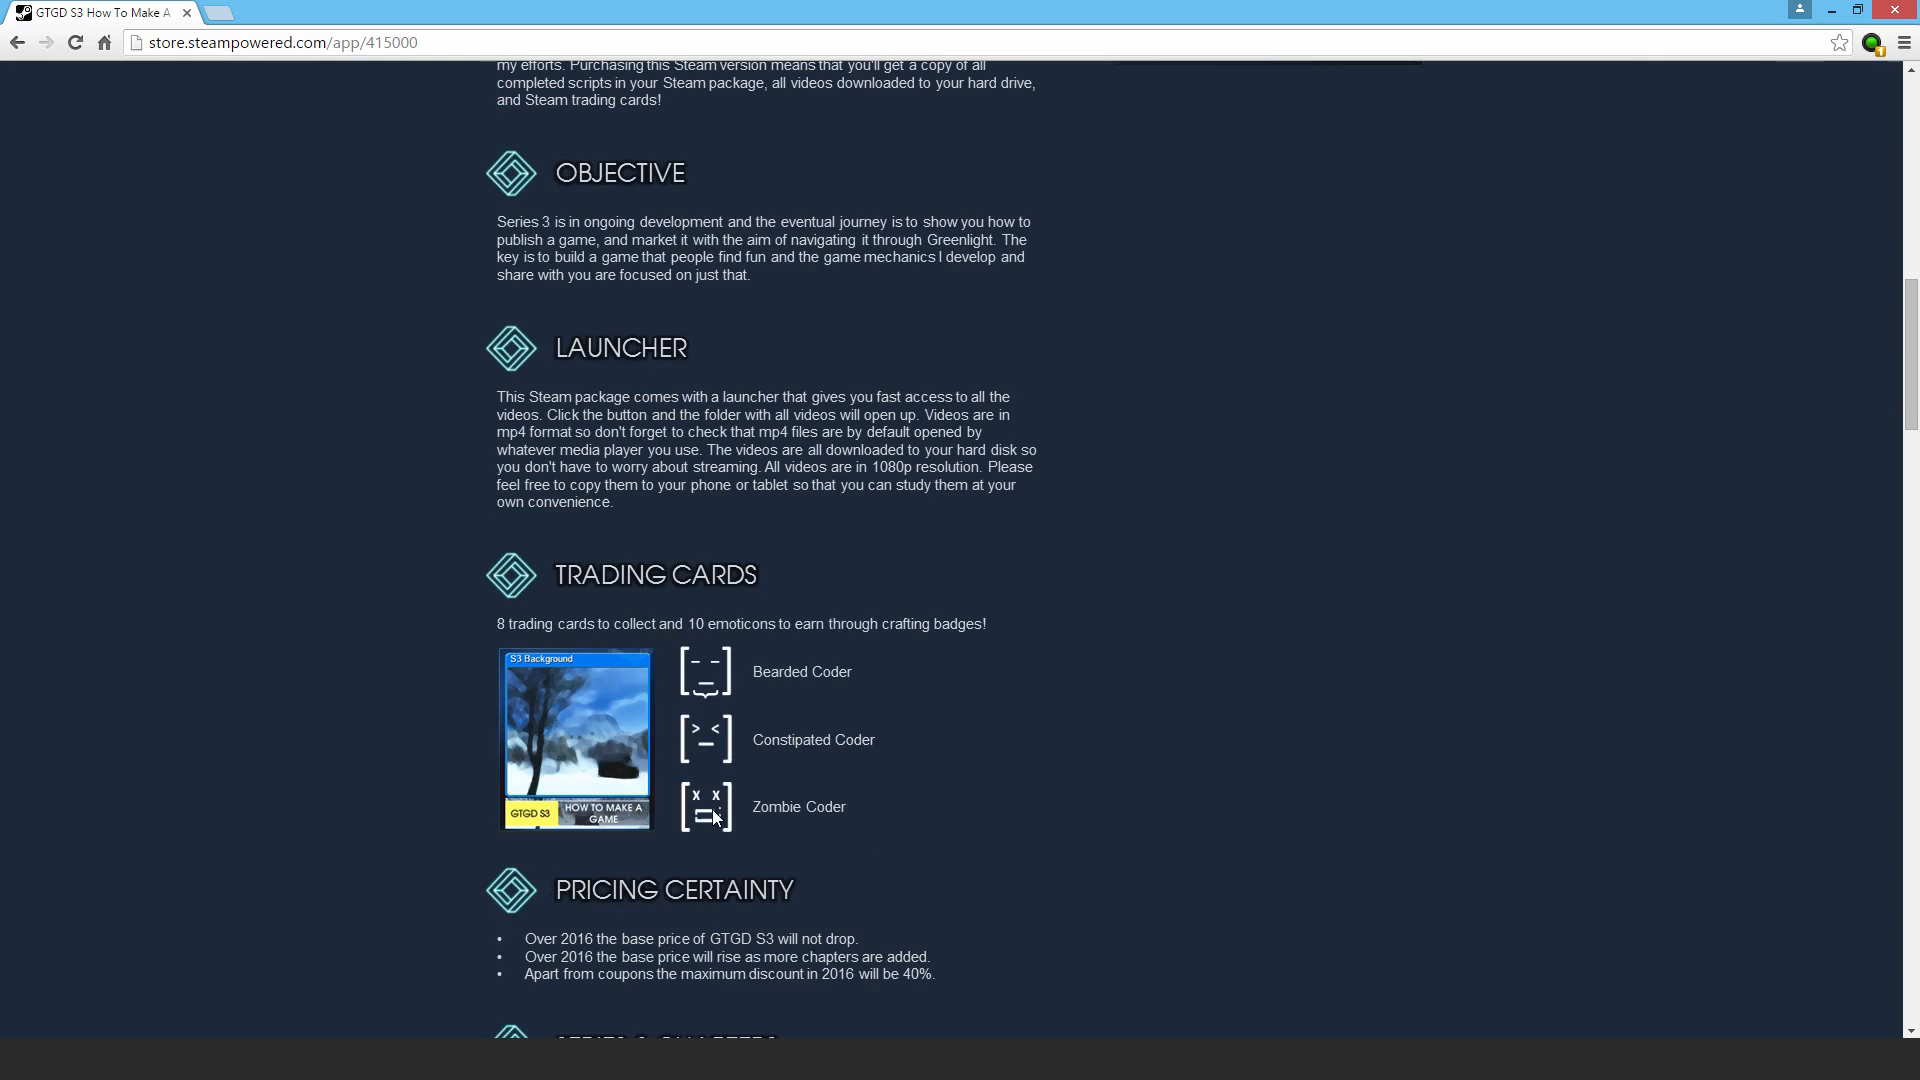 GTGD S3 How To Make A
store.steampowered.com/app/415000
my efforts. Purchasing this Steam version means that you'll get a copy of all
completed scripts in your Steam package, all videos downloaded to your hard drive,
and Steam trading cards!
OBJECTIVE
Series 3 is in ongoing development and the eventual journey is to show you how to
publish a game, and market it with the aim of navigating it through Greenlight. The
key is to build a game that people find fun and the game mechanics I develop and
share with you are focused on just that.
LAUNCHER
This Steam package comes with a launcher that gives you fast access to all the
videos. Click the button and the folder with all videos will open up. Videos are in
mp4 format so don't forget to check that mp4 files are by default opened by
whatever media player you use. The videos are all downloaded to your hard disk so
you don't have to worry about streaming. All videos are in 1080p resolution. Please
feel free to copy them to your phone or tablet so that you can study them at your
own convenience.
TRADING CARDS
8 trading cards to collect and 10 emoticons to earn through crafting badges!
S3 Background
GTGD S3
HOW TO MAKE A
GAME
Bearded Coder
Constipated Coder
Zombie Coder
PRICING CERTAINTY
• Over 2016 the base price of GTGD S3 will not drop.
• Over 2016 the base price will rise as more chapters are added.
• Apart from coupons the maximum discount in 2016 will be 40%.